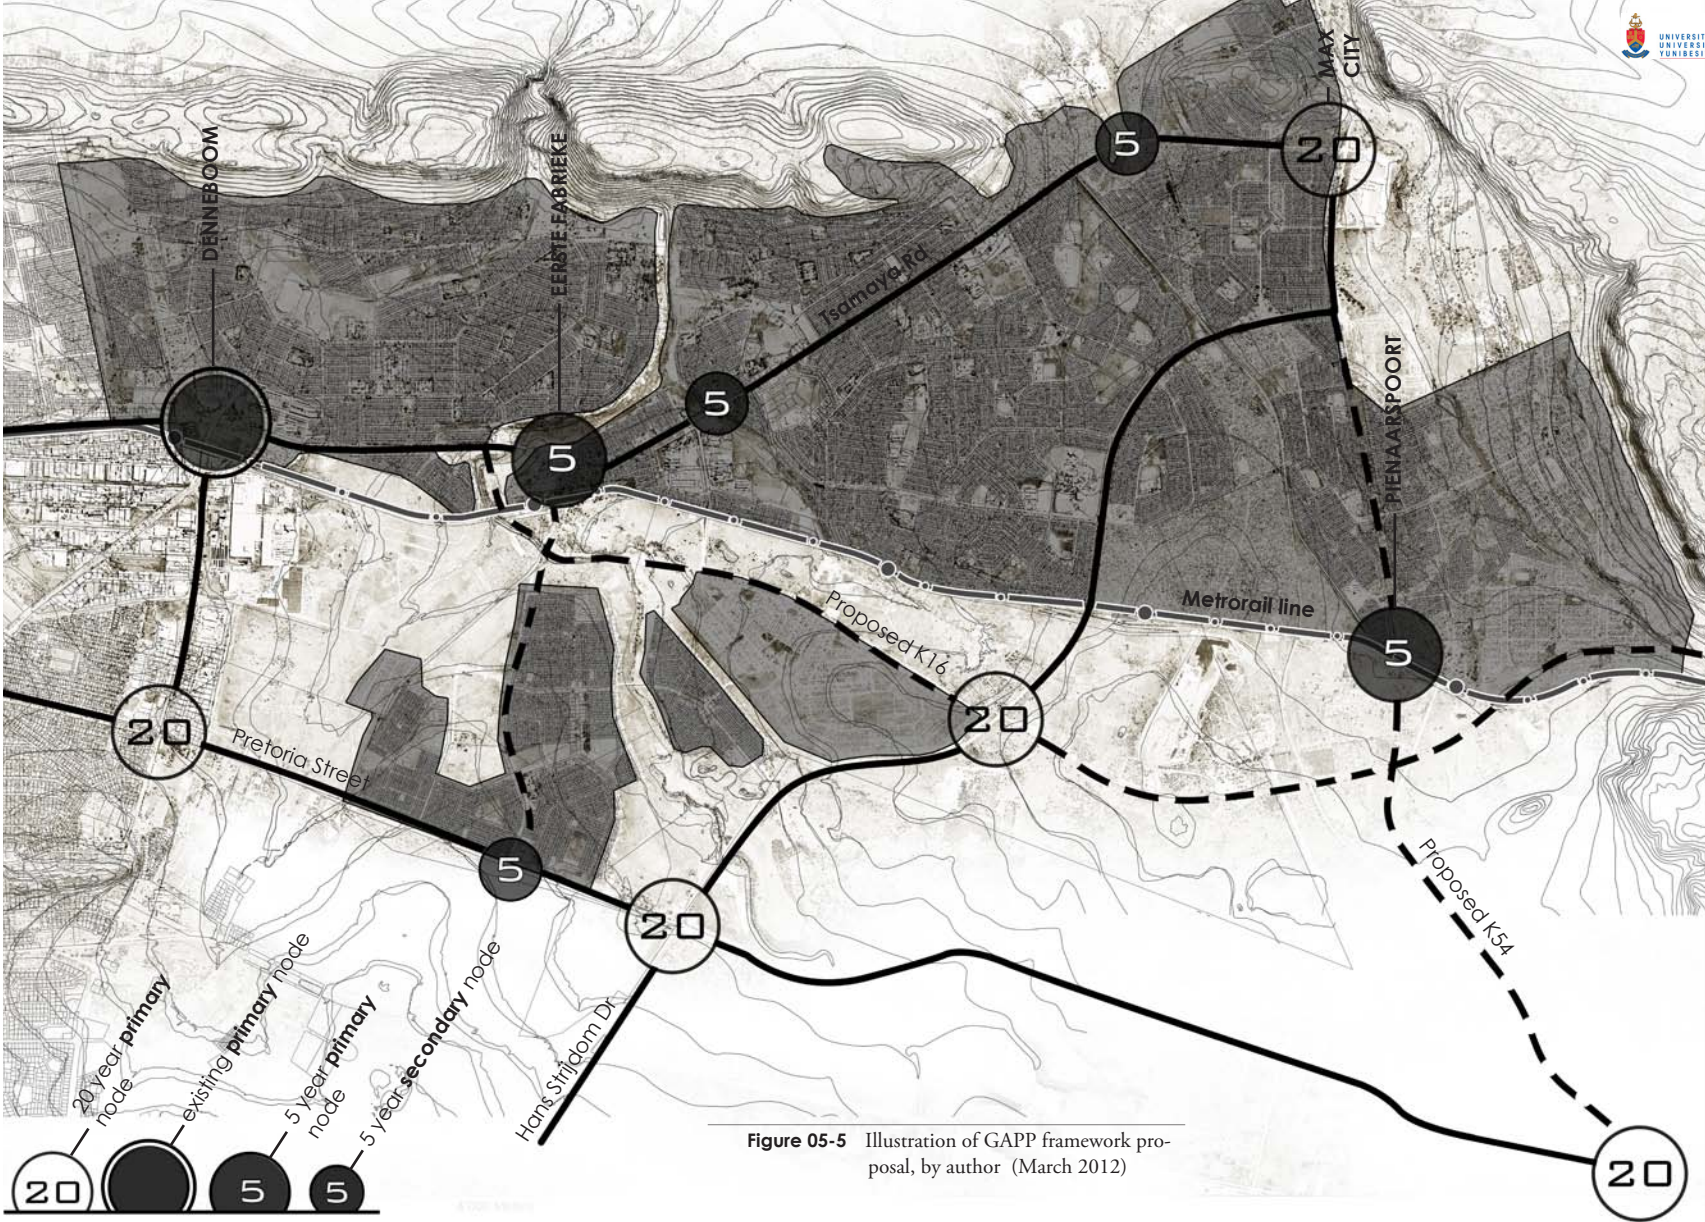 UNIVERSIT
UNIVERSI
YUNIBESI
MAX
CITY
5
20
DENNEBOOM
EERSTE FABRIEKE
Tsamaya Rd
PIENAARSPOORT
5
5
Metrorail line
Proposed K16
5
20
20
Pretoria Street
5
20
Proposed K54
Hans Strijdom Dr
20 year primary
node
existing primary node
5 year primary
node
5 year secondary node
20
5
5
Figure 05-5 Illustration of GAPP framework pro-
posal, by author (March 2012)
20